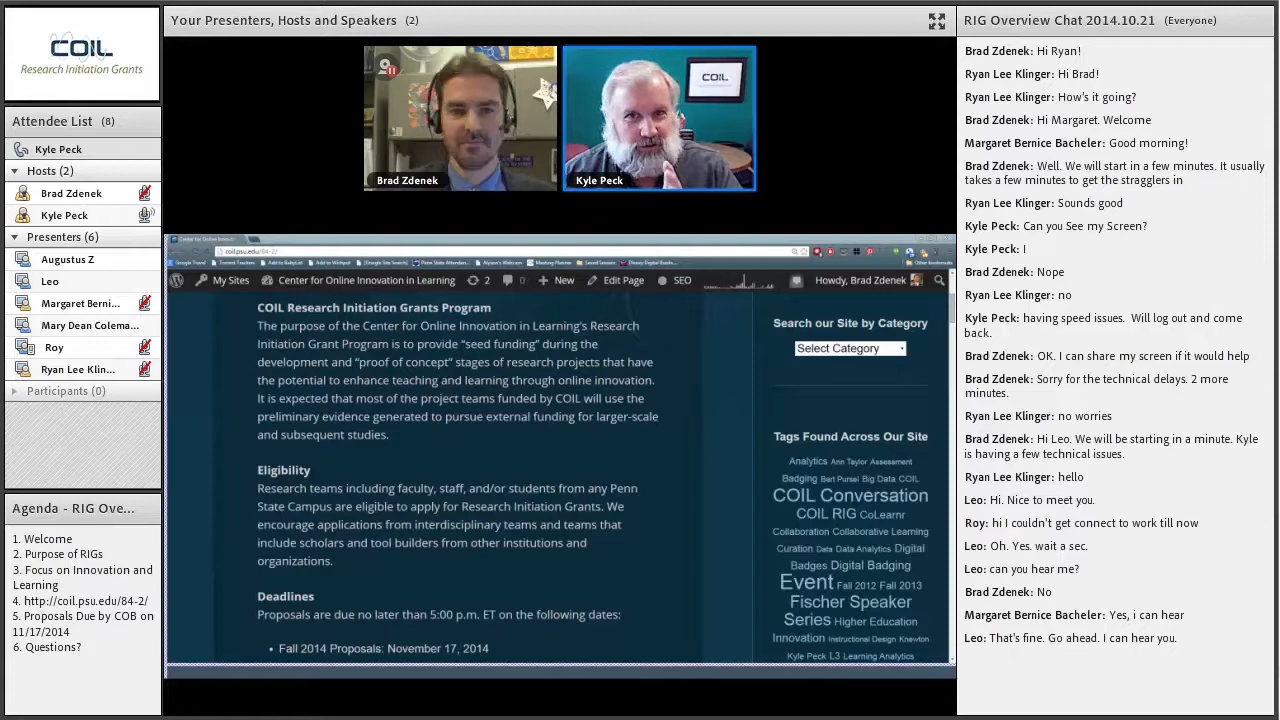 COIL
Research Initiation Grants
Attendee List (8)
Kyle Peck
Hosts (2)
Brad Zdenek
Kyle Peck
Presenters (6)
Augustus Z
Leo
Margaret Berni...
Mary Dean Colema...
Roy
Ryan Lee Klin...
Participants (0)
Agenda - RIG Ove...
1. Welcome
2. Purpose of RIGs
3. Focus on Innovation and
Learning
4. http://coil.psu.edu/84-2/
5. Proposals Due by COB on
11/17/2014
6. Questions?
Your Presenters, Hosts and Speakers (2)
Brad Zdenek
COIL
Kyle Peck
coil.psu.edu/84-2/
My Sites Center for Online Innovation in Learning 2 0 New Edit Page SEO Howdy, Brad Zdenek
COIL Research Initiation Grants Program
The purpose of the Center for Online Innovation in Learning's Research
Initiation Grant Program is to provide “seed funding” during the
development and “proof of concept” stages of research projects that have
the potential to enhance teaching and learning through online innovation.
It is expected that most of the project teams funded by COIL will use the
preliminary evidence generated to pursue external funding for larger-scale
and subsequent studies.
Eligibility
Research teams including faculty, staff, and/or students from any Penn
State Campus are eligible to apply for Research Initiation Grants. We
encourage applications from interdisciplinary teams and teams that
include scholars and tool builders from other institutions and
organizations.
Deadlines
Proposals are due no later than 5:00 p.m. ET on the following dates:
• Fall 2014 Proposals: November 17, 2014
Search our Site by Category
Select Category
Tags Found Across Our Site
Analytics Ann Taylor Assessment
Badging Bart Pursel Big Data COIL
COIL Conversation
COIL RIG CoLearnr
Collaboration Collaborative Learning
Curation Data Data Analytics Digital
Badges Digital Badging
Event Fall 2012 Fall 2013
Fischer Speaker
Series Higher Education
Innovation Instructional Design Knewton
Kyle Peck L3 Learning Analytics
RIG Overview Chat 2014.10.21 (Everyone)
Brad Zdenek: Hi Ryan!
Ryan Lee Klinger: Hi Brad!
Ryan Lee Klinger: How's it going?
Brad Zdenek: Hi Margaret. Welcome
Margaret Bernice Bacheler: Good morning!
Brad Zdenek: Well. We will start in a few minutes. It usually
takes a few minutes to get the stragglers in
Ryan Lee Klinger: Sounds good
Kyle Peck: Can you See my Screen?
Kyle Peck: !
Brad Zdenek: Nope
Ryan Lee Klinger: no
Kyle Peck: having speed issues. Will log out and come
back.
Brad Zdenek: OK. I can share my screen if it would help
Brad Zdenek: Sorry for the technical delays. 2 more
minutes.
Ryan Lee Klinger: no worries
Brad Zdenek: Hi Leo. We will be starting in a minute. Kyle
is having a few technical issues.
Ryan Lee Klinger: hello
Leo: Hi. Nice to meet you.
Roy: hi I couldn't get connect to work till now
Leo: Oh. Yes. wait a sec.
Leo: can you hear me?
Brad Zdenek: No
Margaret Bernice Bacheler: Yes, i can hear
Leo: That's fine. Go ahead. I can hear you.